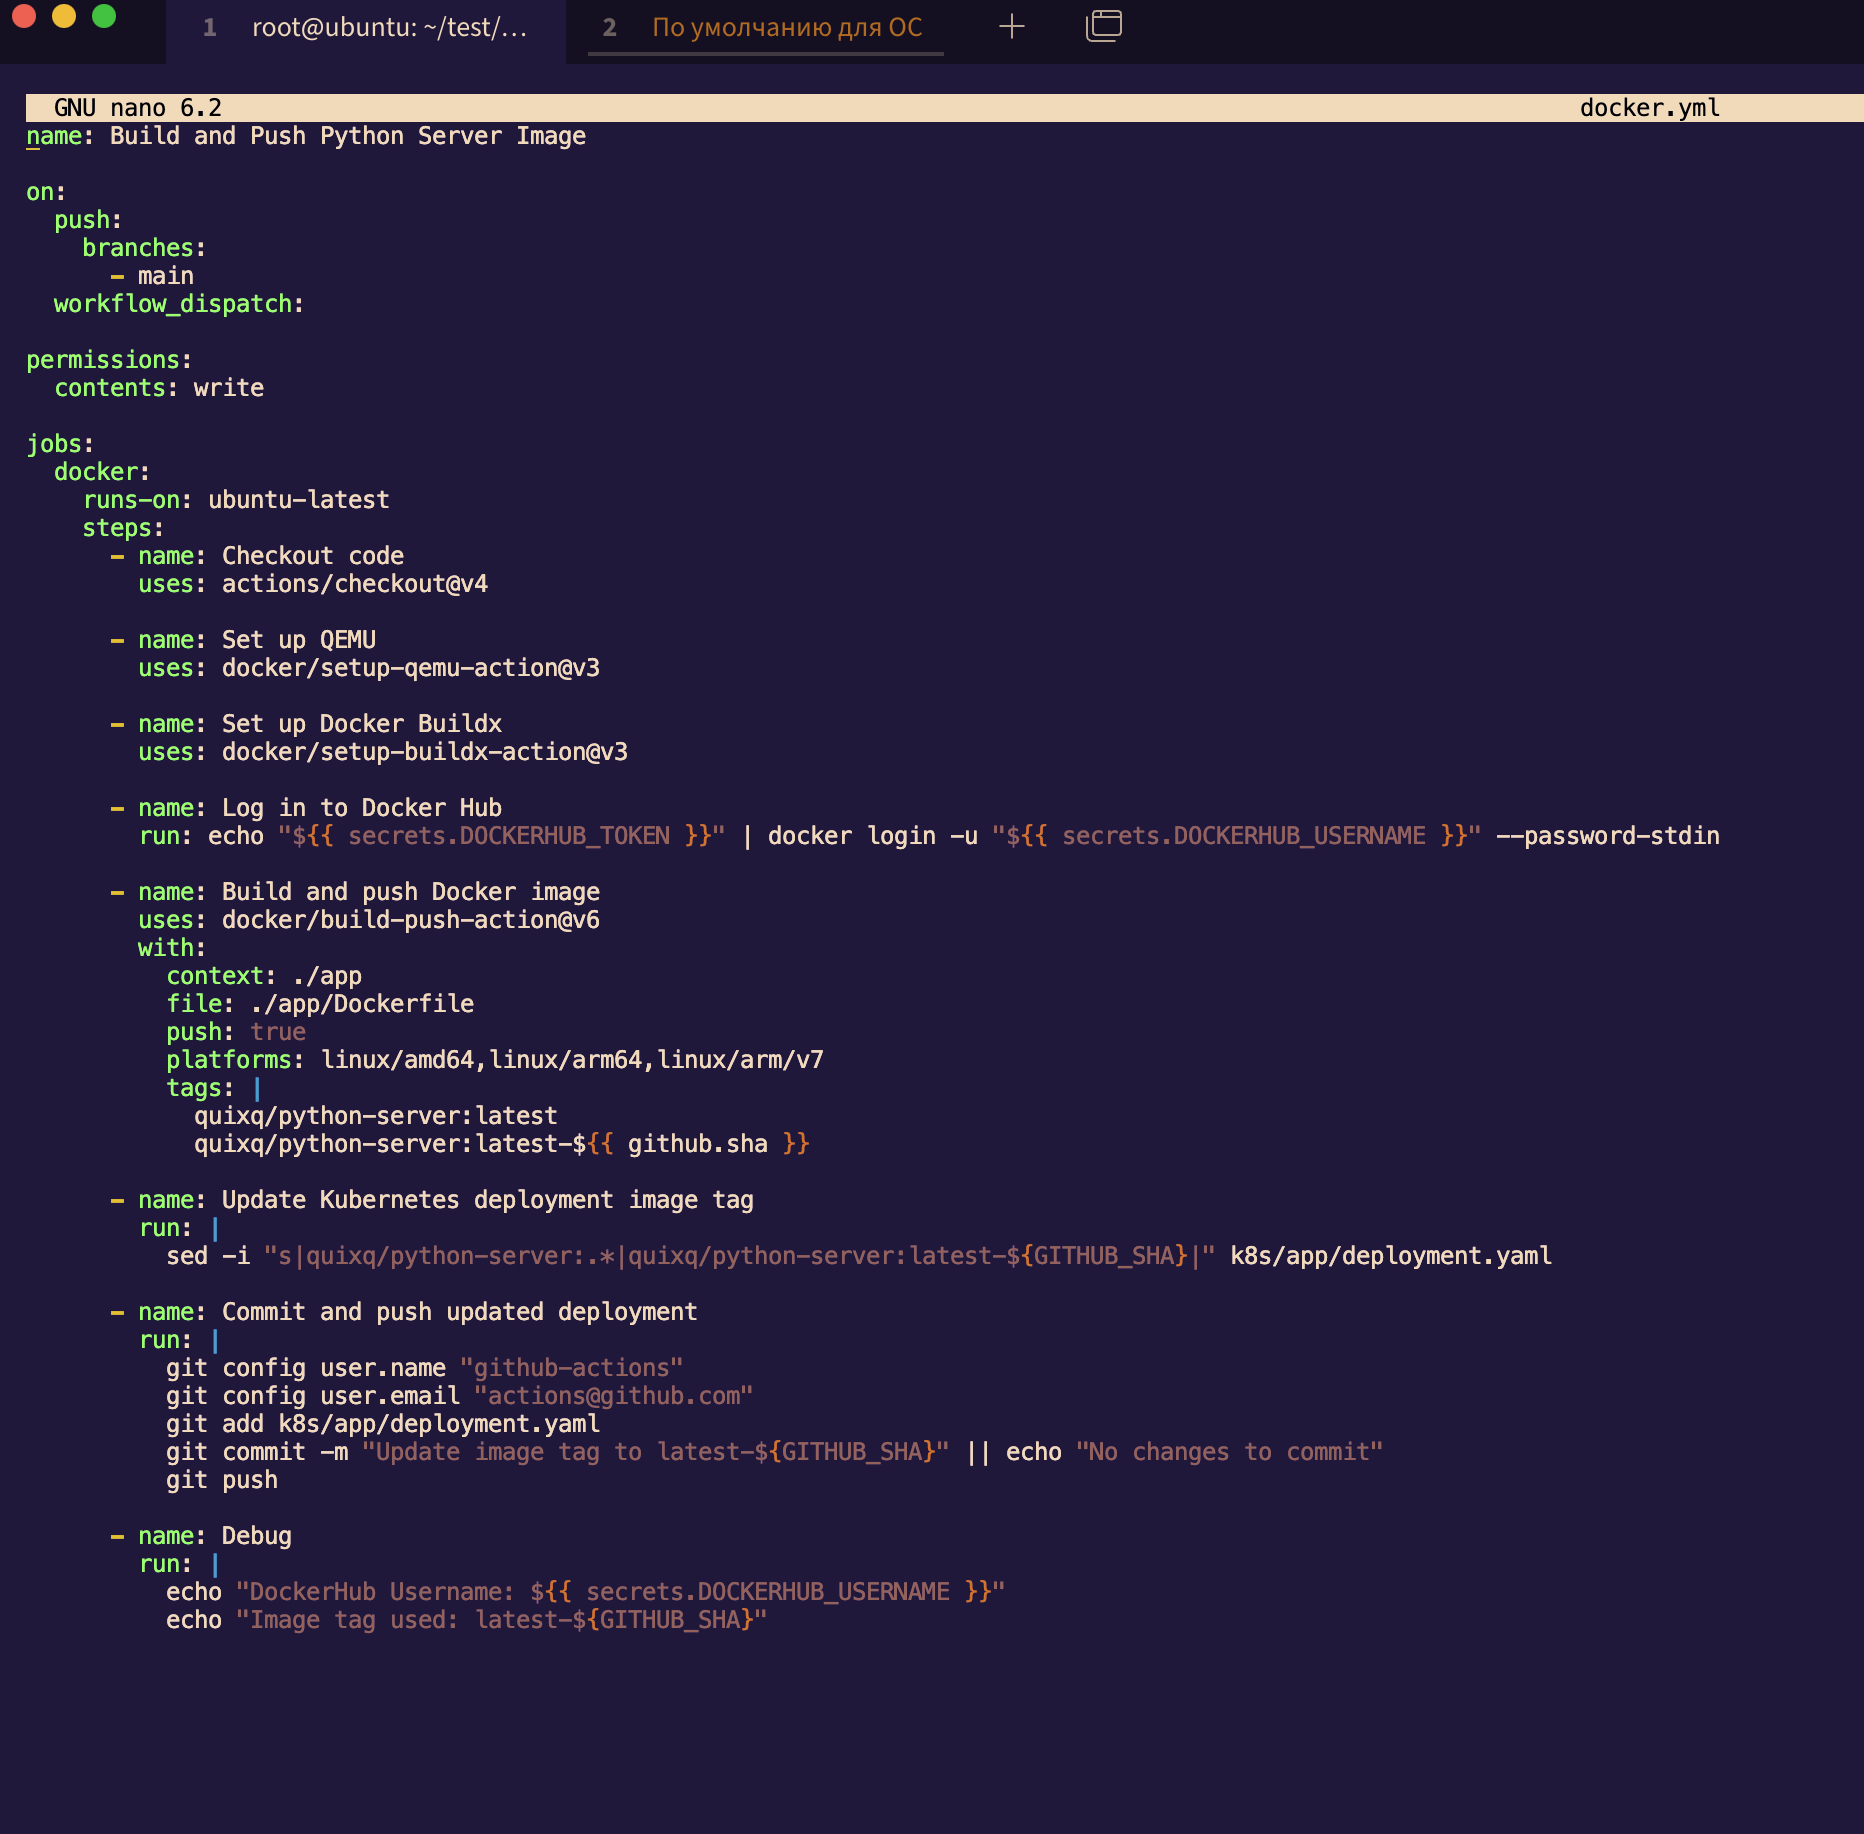 1 root@ubuntu: ~/test/... 2 По умолчанию для ОС
GNU nano 6.2 docker.yml
name: Build and Push Python Server Image

on:
  push:
    branches:
      - main
  workflow_dispatch:

permissions:
  contents: write

jobs:
  docker:
    runs-on: ubuntu-latest
    steps:
      - name: Checkout code
        uses: actions/checkout@v4

      - name: Set up QEMU
        uses: docker/setup-qemu-action@v3

      - name: Set up Docker Buildx
        uses: docker/setup-buildx-action@v3

      - name: Log in to Docker Hub
        run: echo "${{ secrets.DOCKERHUB_TOKEN }}" | docker login -u "${{ secrets.DOCKERHUB_USERNAME }}" --password-stdin

      - name: Build and push Docker image
        uses: docker/build-push-action@v6
        with:
          context: ./app
          file: ./app/Dockerfile
          push: true
          platforms: linux/amd64,linux/arm64,linux/arm/v7
          tags: |
            quixq/python-server:latest
            quixq/python-server:latest-${{ github.sha }}

      - name: Update Kubernetes deployment image tag
        run: |
          sed -i "s|quixq/python-server:.*|quixq/python-server:latest-${GITHUB_SHA}|" k8s/app/deployment.yaml

      - name: Commit and push updated deployment
        run: |
          git config user.name "github-actions"
          git config user.email "actions@github.com"
          git add k8s/app/deployment.yaml
          git commit -m "Update image tag to latest-${GITHUB_SHA}" || echo "No changes to commit"
          git push

      - name: Debug
        run: |
          echo "DockerHub Username: ${{ secrets.DOCKERHUB_USERNAME }}"
          echo "Image tag used: latest-${GITHUB_SHA}"